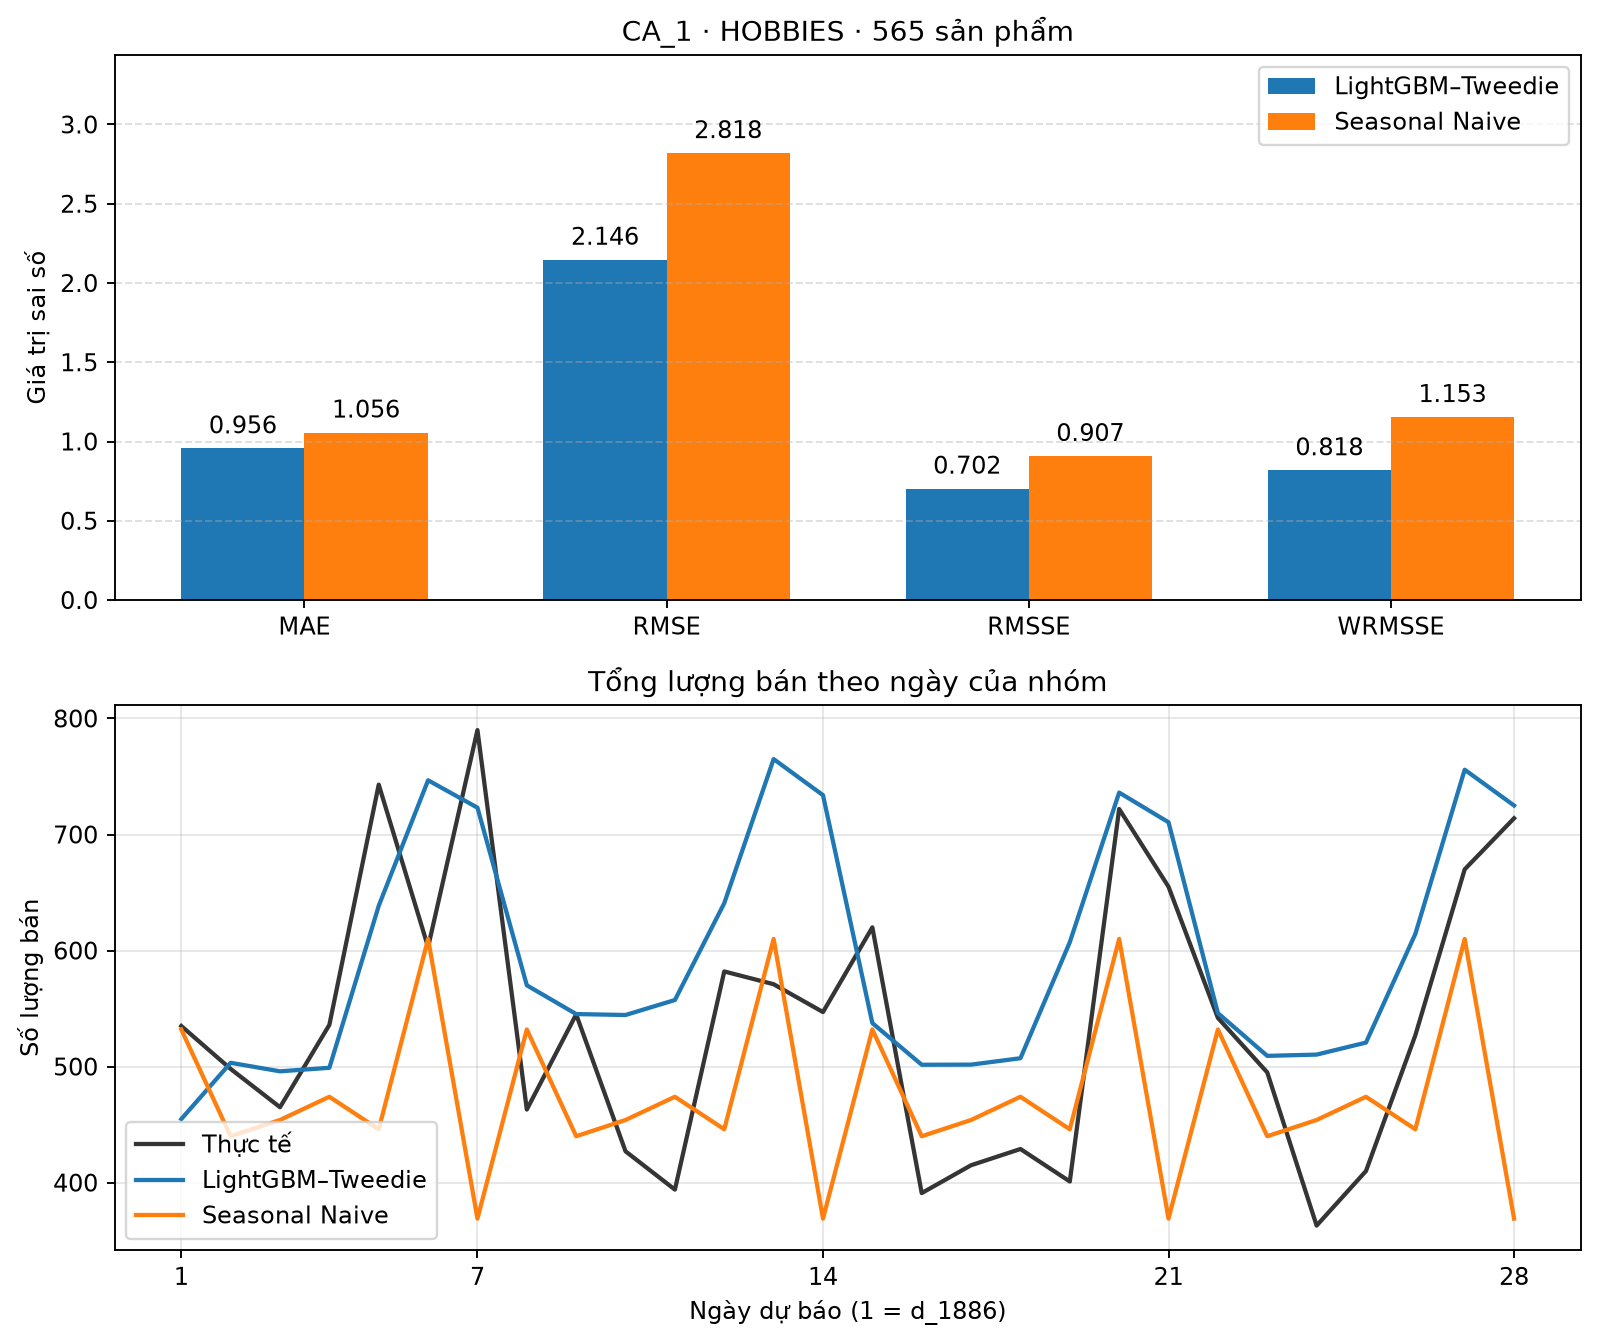 CA_1 · HOBBIES · 565 sản phẩm
LightGBM–Tweedie
Seasonal Naive
Giá trị sai số
3.0
2.5
2.0
1.5
1.0
0.5
0.0
0.956
1.056
2.146
2.818
0.702
0.907
0.818
1.153
MAE
RMSE
RMSSE
WRMSSE
Tổng lượng bán theo ngày của nhóm
Số lượng bán
800
700
600
500
400
Thực tế
LightGBM–Tweedie
Seasonal Naive
1
7
14
21
28
Ngày dự báo (1 = d_1886)